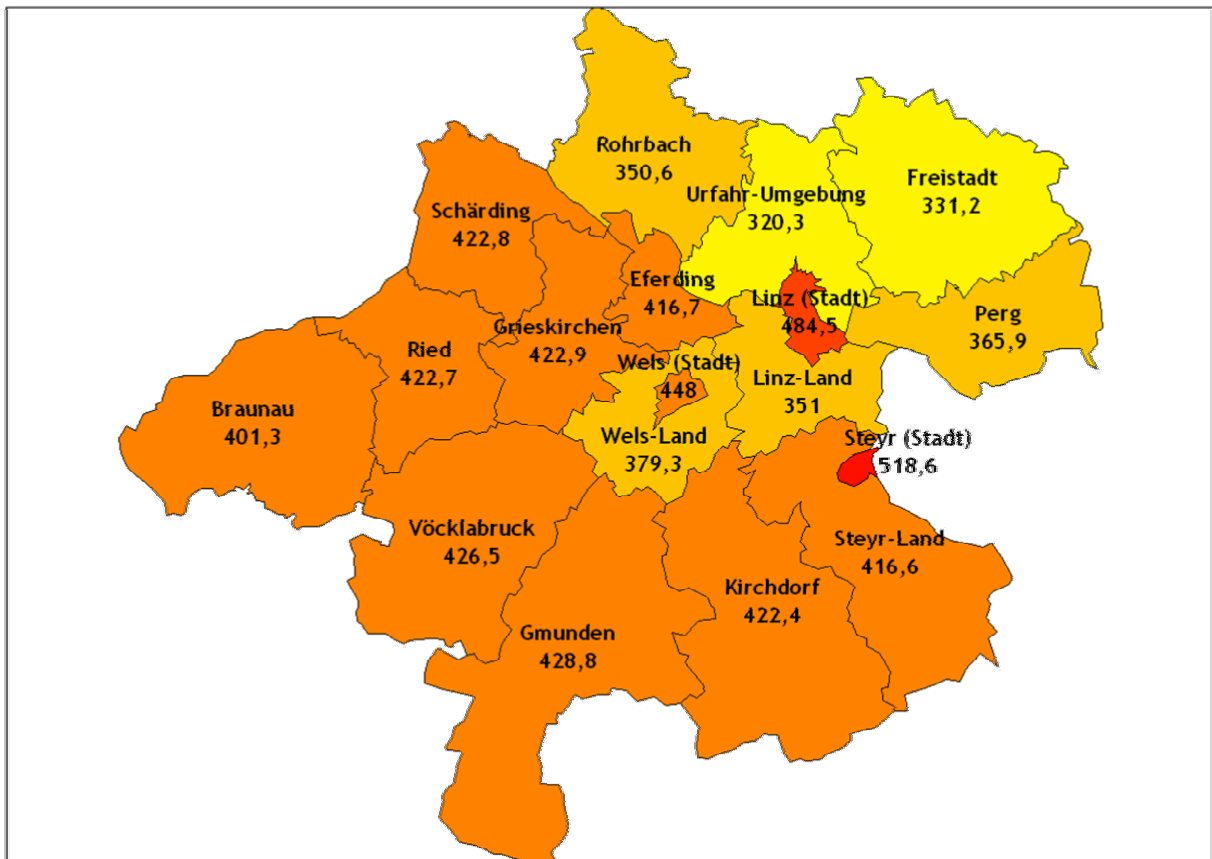 Rohrbach
350,6
Urfahr-Umgebung
320,3
Freistadt
331,2
Schärding
422,8
Eferding
416,7
Linz (Stadt)
484,5
Perg
365,9
Grieskirchen
422,9
Ried
422,7
Wels (Stadt)
448
Linz-Land
351
Braunau
401,3
Wels-Land
379,3
Steyr (Stadt)
518,6
Vöcklabruck
426,5
Steyr-Land
416,6
Kirchdorf
422,4
Gmunden
428,8